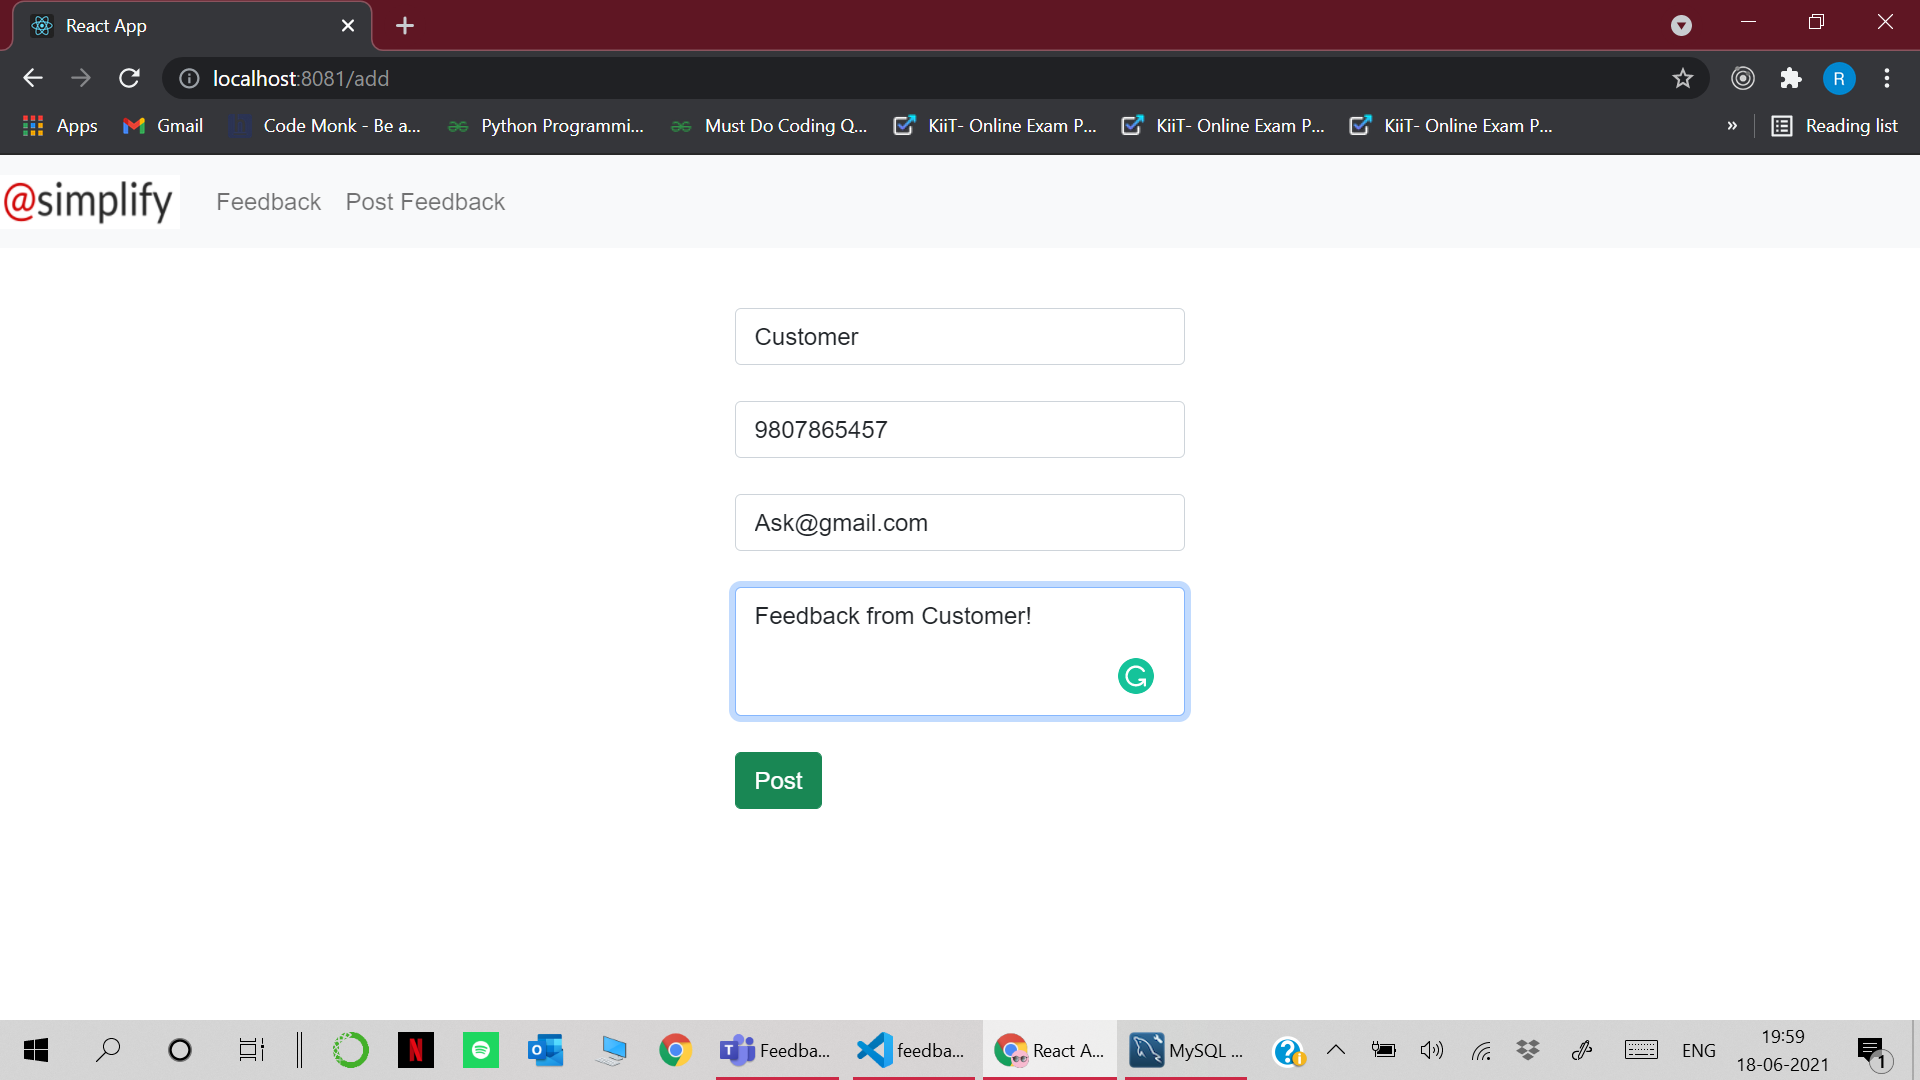 React App
localhost:8081/add
R
Apps
Gmail
Code Monk - Be a...
Python Programmi...
Must Do Coding Q...
KiiT- Online Exam P...
KiiT- Online Exam P...
KiiT- Online Exam P...
»
Reading list
@simplify
Feedback
Post Feedback
Customer
9807865457
Ask@gmail.com
Feedback from Customer!
Post
Feedba...
feedba...
React A...
MySQL ...
ENG
19:59
18-06-2021
1